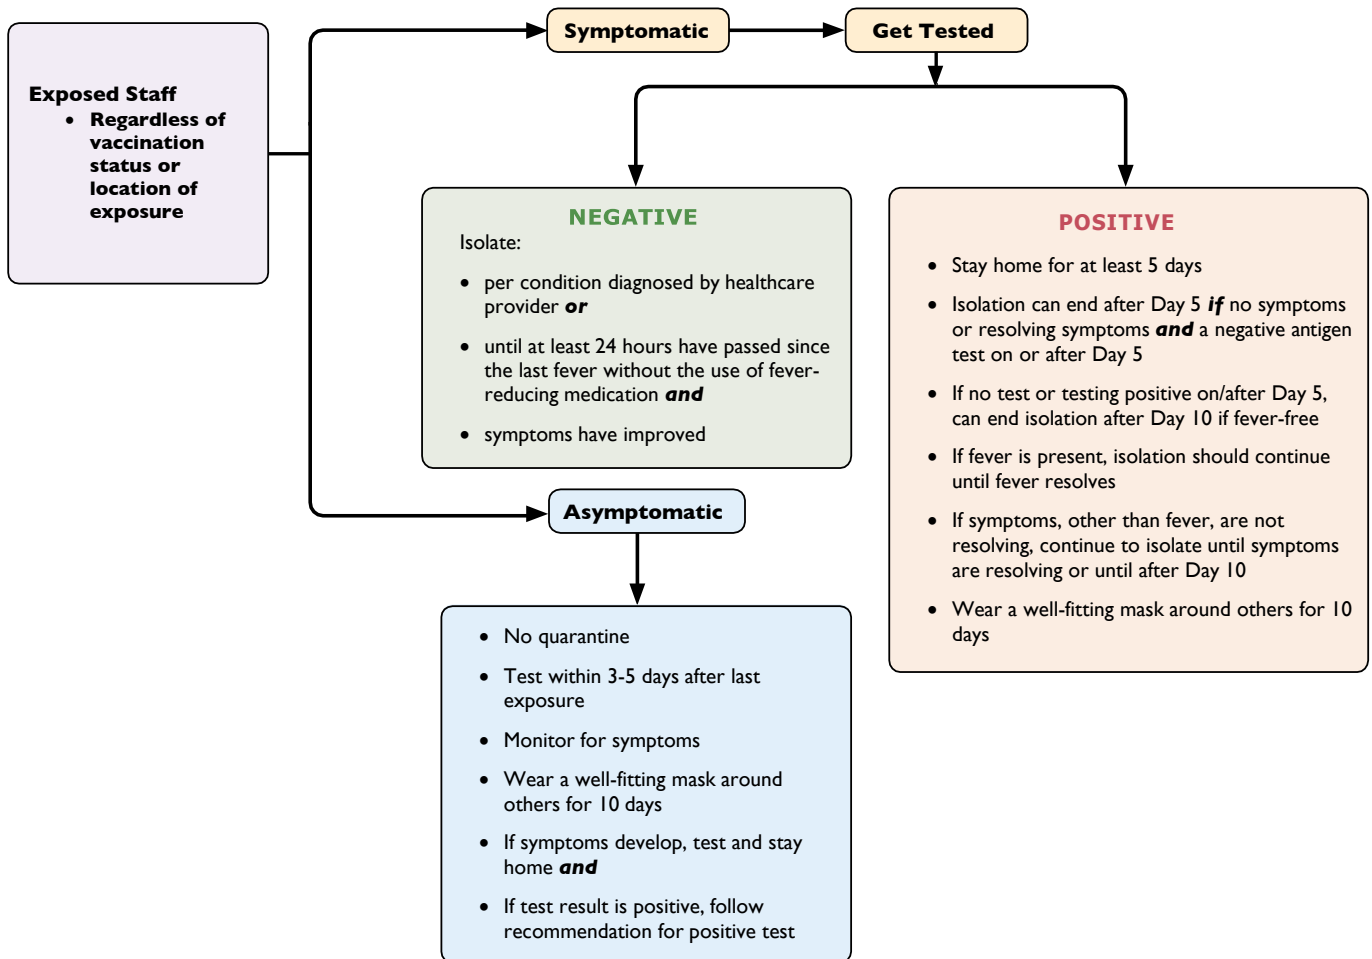 Exposed Staff
• Regardless of
vaccination
status or
location of
exposure
Symptomatic
Get Tested
NEGATIVE
Isolate:
• per condition diagnosed by healthcare
provider or
• until at least 24 hours have passed since
the last fever without the use of fever-
reducing medication and
• symptoms have improved
POSITIVE
• Stay home for at least 5 days
• Isolation can end after Day 5 if no symptoms
or resolving symptoms and a negative antigen
test on or after Day 5
• If no test or testing positive on/after Day 5,
can end isolation after Day 10 if fever-free
• If fever is present, isolation should continue
until fever resolves
• If symptoms, other than fever, are not
resolving, continue to isolate until symptoms
are resolving or until after Day 10
• Wear a well-fitting mask around others for 10
days
Asymptomatic
• No quarantine
• Test within 3-5 days after last
exposure
• Monitor for symptoms
• Wear a well-fitting mask around
others for 10 days
• If symptoms develop, test and stay
home and
• If test result is positive, follow
recommendation for positive test